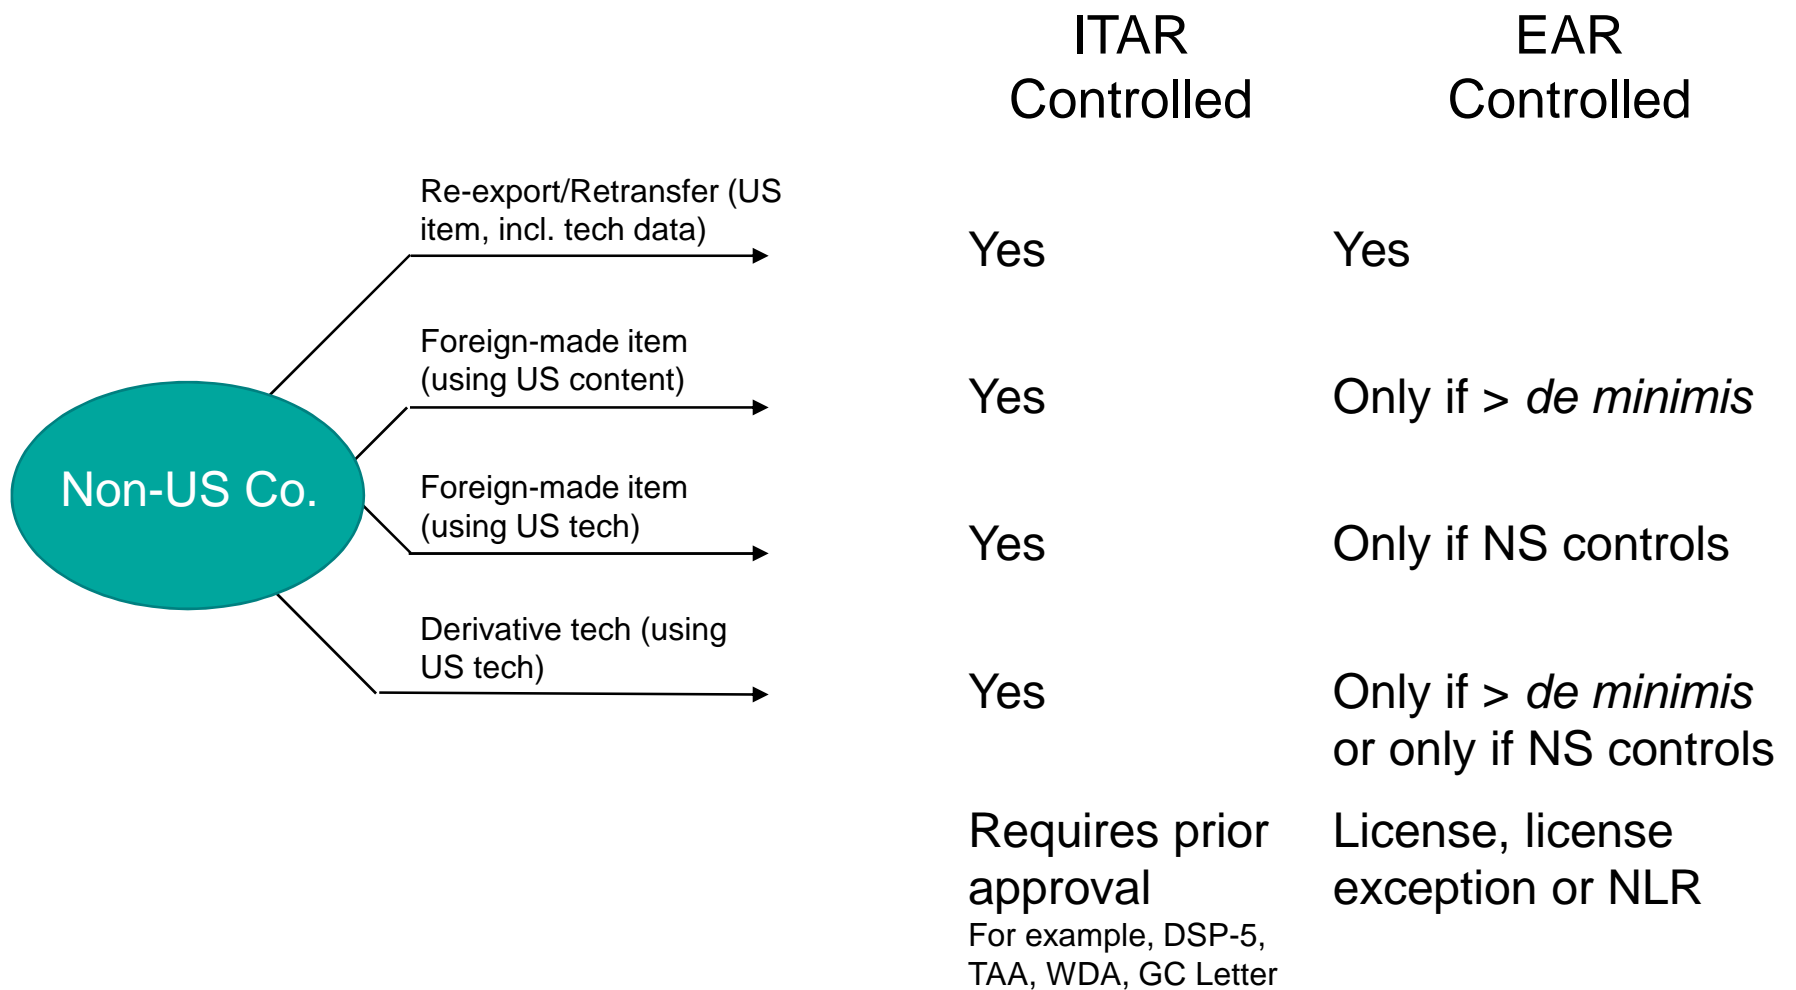 ITAR
Controlled
EAR
Controlled
Re-export/Retransfer (US
item, incl. tech data)
Yes
Yes
Foreign-made item
(using US content)
Yes
Only if > de minimis
Non-US Co.
Foreign-made item
(using US tech)
Yes
Only if NS controls
Derivative tech (using
US tech)
Yes
Only if > de minimis
or only if NS controls
Requires prior
approval
For example, DSP-5,
TAA, WDA, GC Letter
License, license
exception or NLR